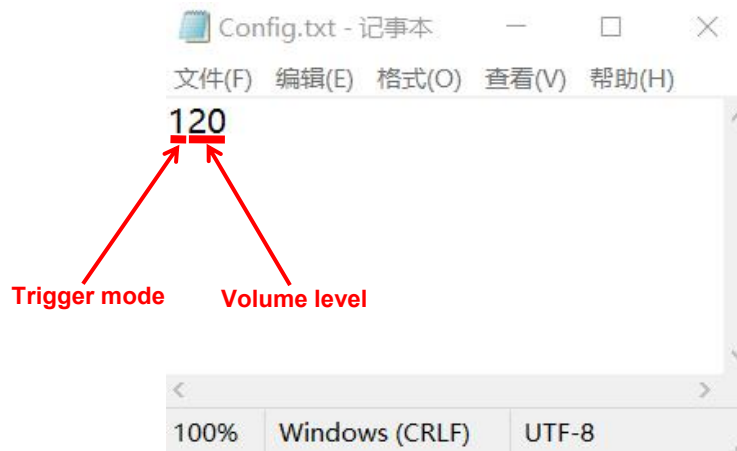 Config.txt - 记事本
文件(F) 编辑(E) 格式(O) 查看(V) 帮助(H)
120
Trigger mode
Volume level
100% Windows (CRLF) UTF-8